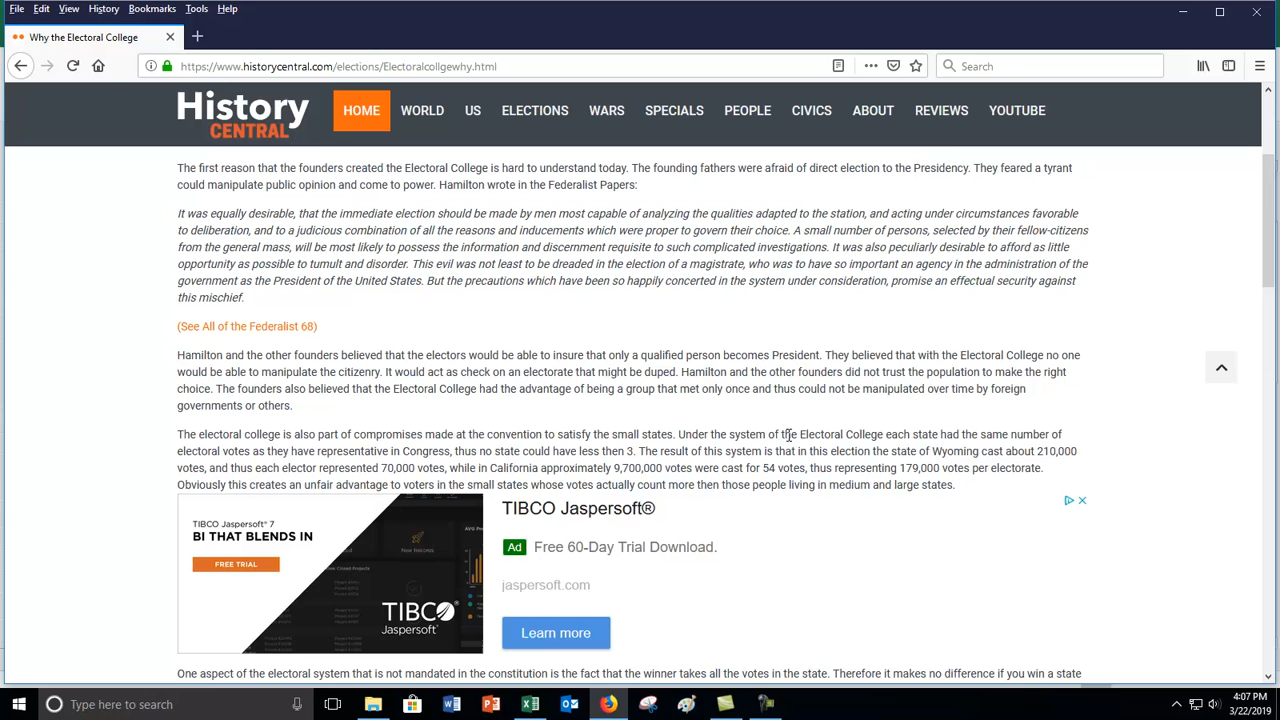 File Edit View History Bookmarks Tools Help
Why the Electoral College
https://www.historycentral.com/elections/Electoralcollgewhy.html
Search
History CENTRAL
HOME WORLD US ELECTIONS WARS SPECIALS PEOPLE CIVICS ABOUT REVIEWS YOUTUBE
The first reason that the founders created the Electoral College is hard to understand today. The founding fathers were afraid of direct election to the Presidency. They feared a tyrant
could manipulate public opinion and come to power. Hamilton wrote in the Federalist Papers:
It was equally desirable, that the immediate election should be made by men most capable of analyzing the qualities adapted to the station, and acting under circumstances favorable
to deliberation, and to a judicious combination of all the reasons and inducements which were proper to govern their choice. A small number of persons, selected by their fellow-citizens
from the general mass, will be most likely to possess the information and discernment requisite to such complicated investigations. It was also peculiarly desirable to afford as little
opportunity as possible to tumult and disorder. This evil was not least to be dreaded in the election of a magistrate, who was to have so important an agency in the administration of the
government as the President of the United States. But the precautions which have been so happily concerted in the system under consideration, promise an effectual security against
this mischief.
(See All of the Federalist 68)
Hamilton and the other founders believed that the electors would be able to insure that only a qualified person becomes President. They believed that with the Electoral College no one
would be able to manipulate the citizenry. It would act as check on an electorate that might be duped. Hamilton and the other founders did not trust the population to make the right
choice. The founders also believed that the Electoral College had the advantage of being a group that met only once and thus could not be manipulated over time by foreign
governments or others.
The electoral college is also part of compromises made at the convention to satisfy the small states. Under the system of the Electoral College each state had the same number of
electoral votes as they have representative in Congress, thus no state could have less then 3. The result of this system is that in this election the state of Wyoming cast about 210,000
votes, and thus each elector represented 70,000 votes, while in California approximately 9,700,000 votes were cast for 54 votes, thus representing 179,000 votes per electorate.
Obviously this creates an unfair advantage to voters in the small states whose votes actually count more then those people living in medium and large states.
TIBCO Jaspersoft® 7
BI THAT BLENDS IN
FREE TRIAL
TIBCO
Jaspersoft
TIBCO Jaspersoft®
Ad Free 60-Day Trial Download.
jaspersoft.com
Learn more
One aspect of the electoral system that is not mandated in the constitution is the fact that the winner takes all the votes in the state. Therefore it makes no difference if you win a state
Type here to search
4:07 PM
3/22/2019